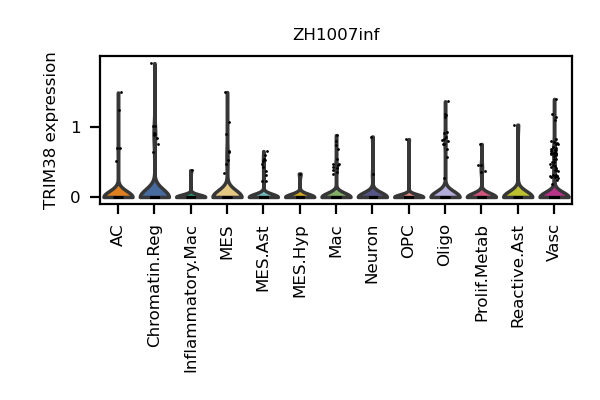 ZH1007inf
TRIM38 expression
1
0
AC
Chromatin.Reg
Inflammatory.Mac
MES
MES.Ast
MES.Hyp
Mac
Neuron
OPC
Oligo
Prolif.Metab
Reactive.Ast
Vasc